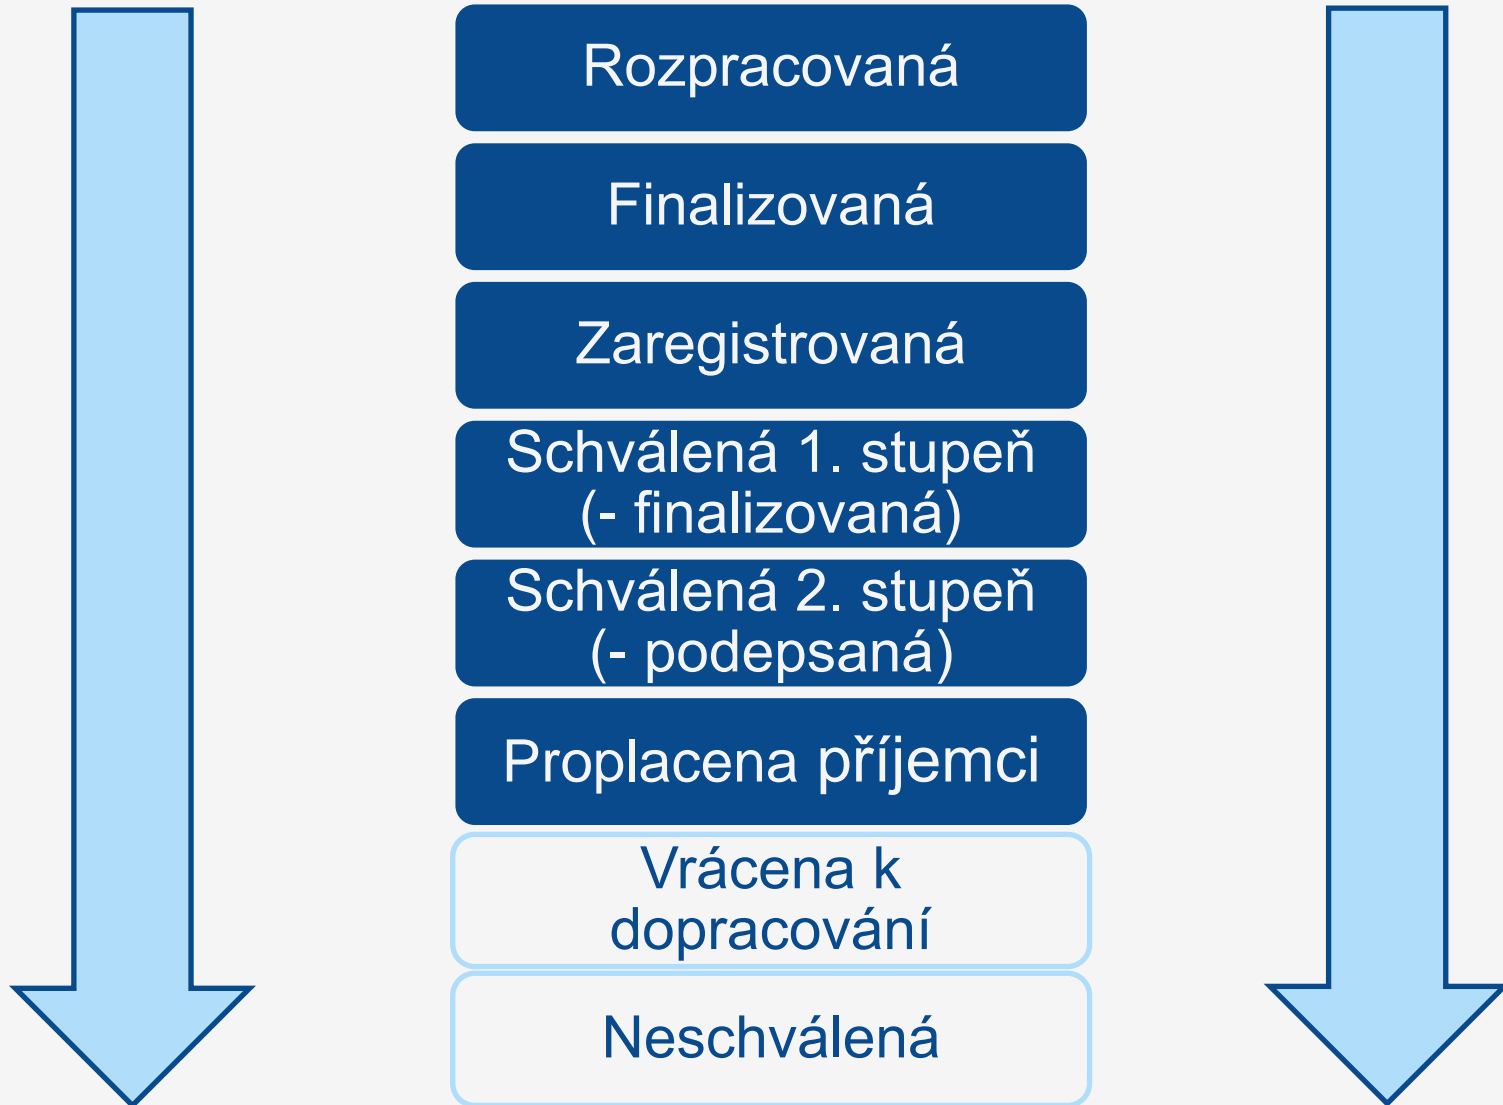 Rozpracovaná
Finalizovaná
Zaregistrovaná
Schválená 1. stupeň
(- finalizovaná)
Schválená 2. stupeň
(- podepsaná)
Proplacena příjemci
Vrácena k
dopracování
Neschválená